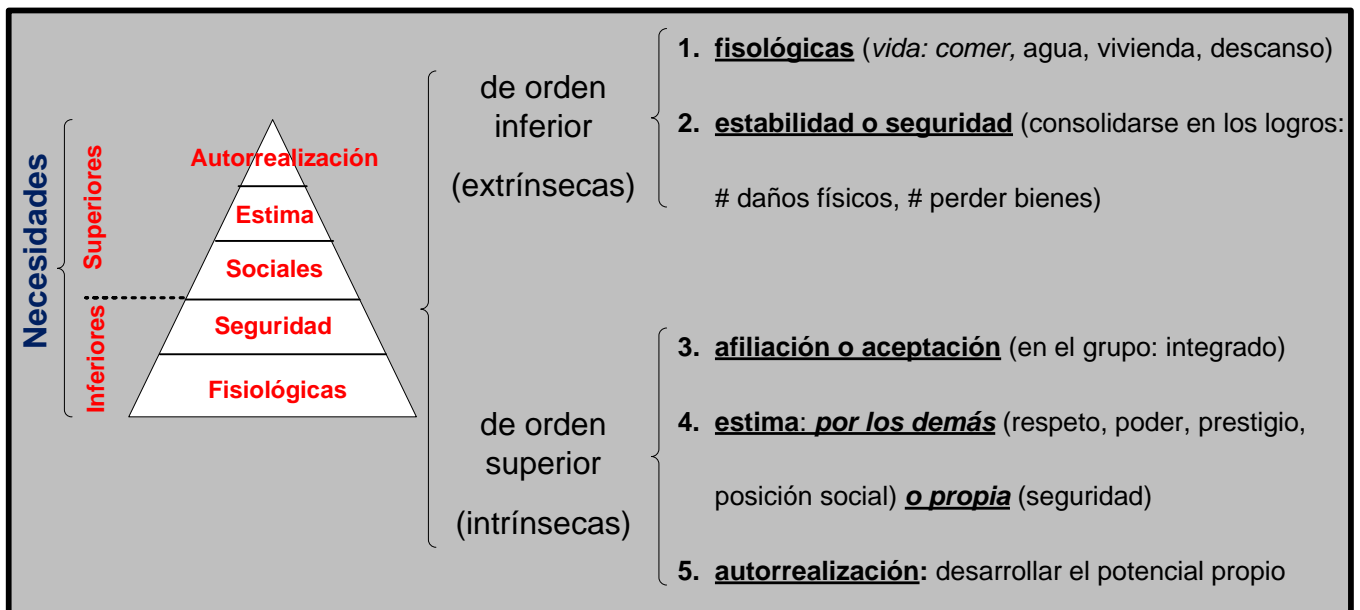 Necesidades
Superiores
Inferiores
Autorrealización
Estima
Sociales
Seguridad
Fisiológicas
de orden
inferior
(extrínsecas)
1. fisológicas (vida: comer, agua, vivienda, descanso)
2. estabilidad o seguridad (consolidarse en los logros:
# daños físicos, # perder bienes)
de orden
superior
(intrínsecas)
3. afiliación o aceptación (en el grupo: integrado)
4. estima: por los demás (respeto, poder, prestigio,
posición social) o propia (seguridad)
5. autorrealización: desarrollar el potencial propio